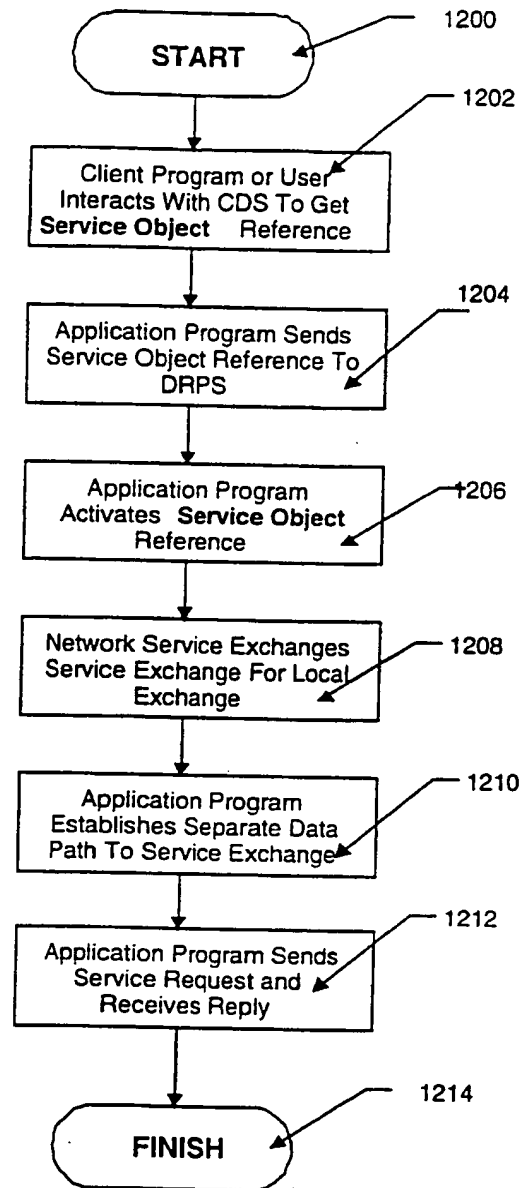 1200
START
1202
Client Program or User
Interacts With CDS To Get
Service Object Reference
1204
Application Program Sends
Service Object Reference To
DRPS
Application Program
Activates Service Object
Reference
1206
Network Service Exchanges
Service Exchange For Local
Exchange
1208
Application Program
Establishes Separate Data
Path To Service Exchange
1210
Application Program Sends
Service Request and
Receives Reply
1212
1214
FINISH